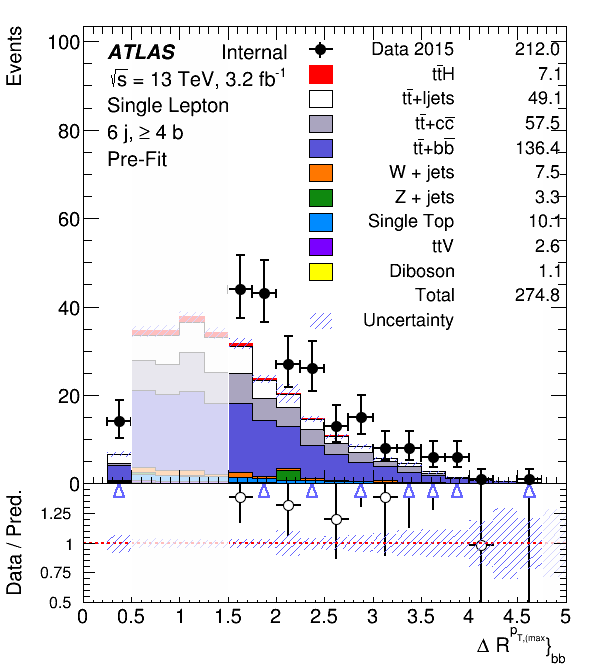 Events
100
80
60
40
20
0
ATLAS Internal
√s = 13 TeV, 3.2 fb⁻¹
Single Lepton
6 j, ≥ 4 b
Pre-Fit
Data 2015 212.0
tt̄H 7.1
tt̄+ljets 49.1
tt̄+cc̄ 57.5
tt̄+bb̄ 136.4
W + jets 7.5
Z + jets 3.3
Single Top 10.1
ttV 2.6
Diboson 1.1
Total 274.8
Uncertainty
Data / Pred.
1.25
1
0.75
0.5
0 0.5 1 1.5 2 2.5 3 3.5 4 4.5 5
Δ R^{p_{T,(max}}}_{bb}